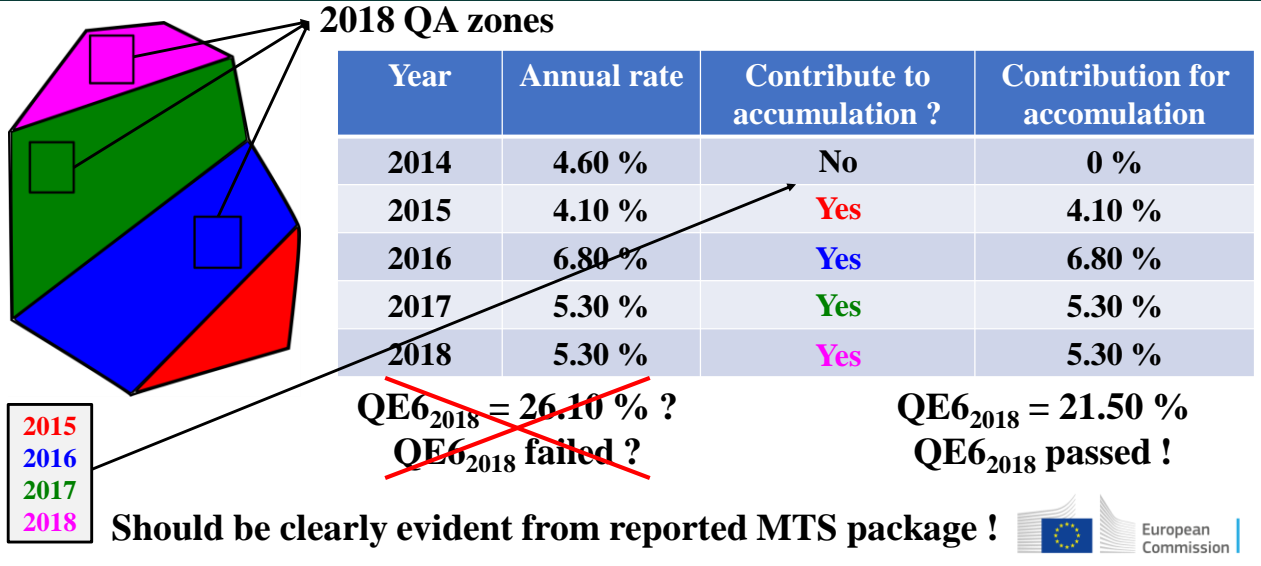 2018 QA zones
Year Annual rate Contribute to accumulation ? Contribution for accomulation
2014 4.60 % No 0 %
2015 4.10 % Yes 4.10 %
2016 6.80 % Yes 6.80 %
2017 5.30 % Yes 5.30 %
2018 5.30 % Yes 5.30 %
QE6₂₀₁₈ = 26.10 % ?
QE6₂₀₁₈ failed ?
QE6₂₀₁₈ = 21.50 %
QE6₂₀₁₈ passed !
2015
2016
2017
2018
Should be clearly evident from reported MTS package !
European
Commission